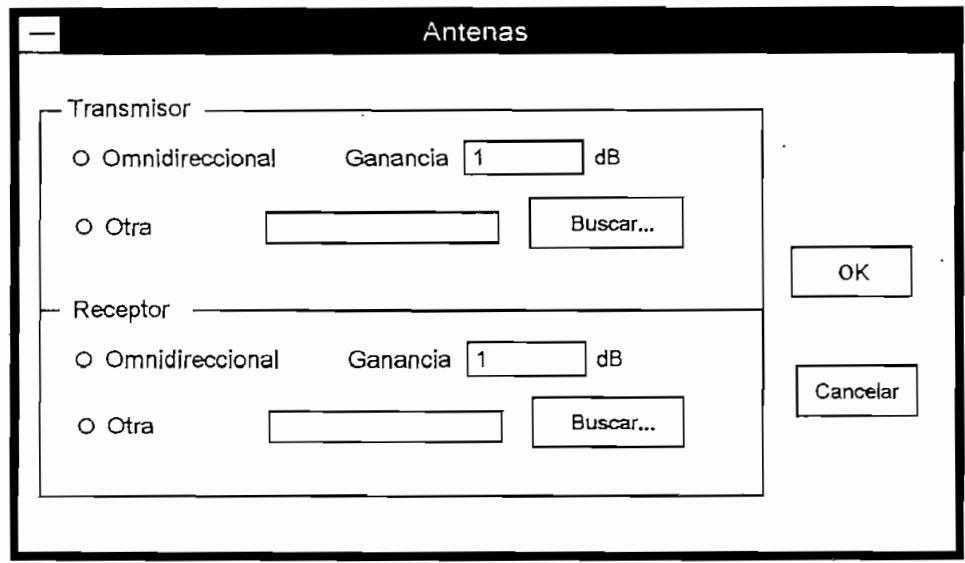 Antenas
Transmisor
Omnidireccional Ganancia 1 dB
Otra Buscar...
OK
Receptor
Omnidireccional Ganancia 1 dB
Cancelar
Otra Buscar...